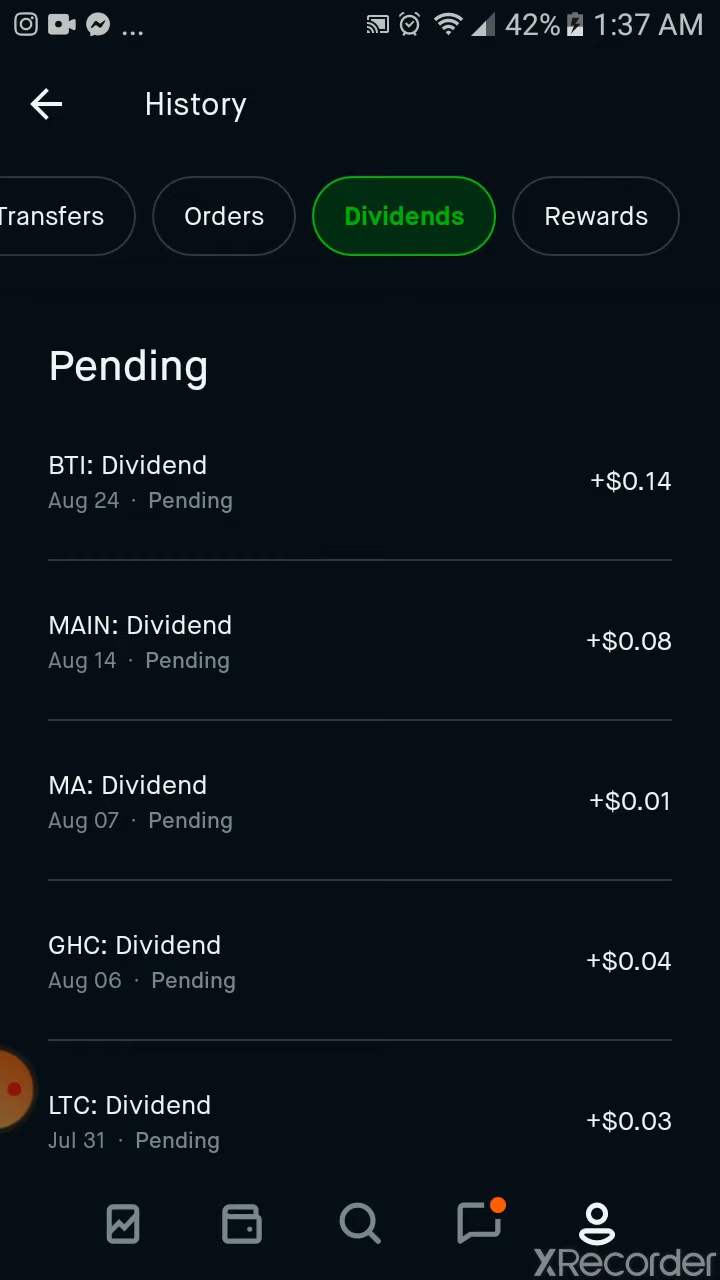 ... 42% 1:37 AM
History
Transfers Orders Dividends Rewards
Pending
BTI: Dividend
+$0.14
Aug 24 · Pending
MAIN: Dividend
+$0.08
Aug 14 · Pending
MA: Dividend
+$0.01
Aug 07 · Pending
GHC: Dividend
+$0.04
Aug 06 · Pending
LTC: Dividend
+$0.03
Jul 31 · Pending
XRecorder